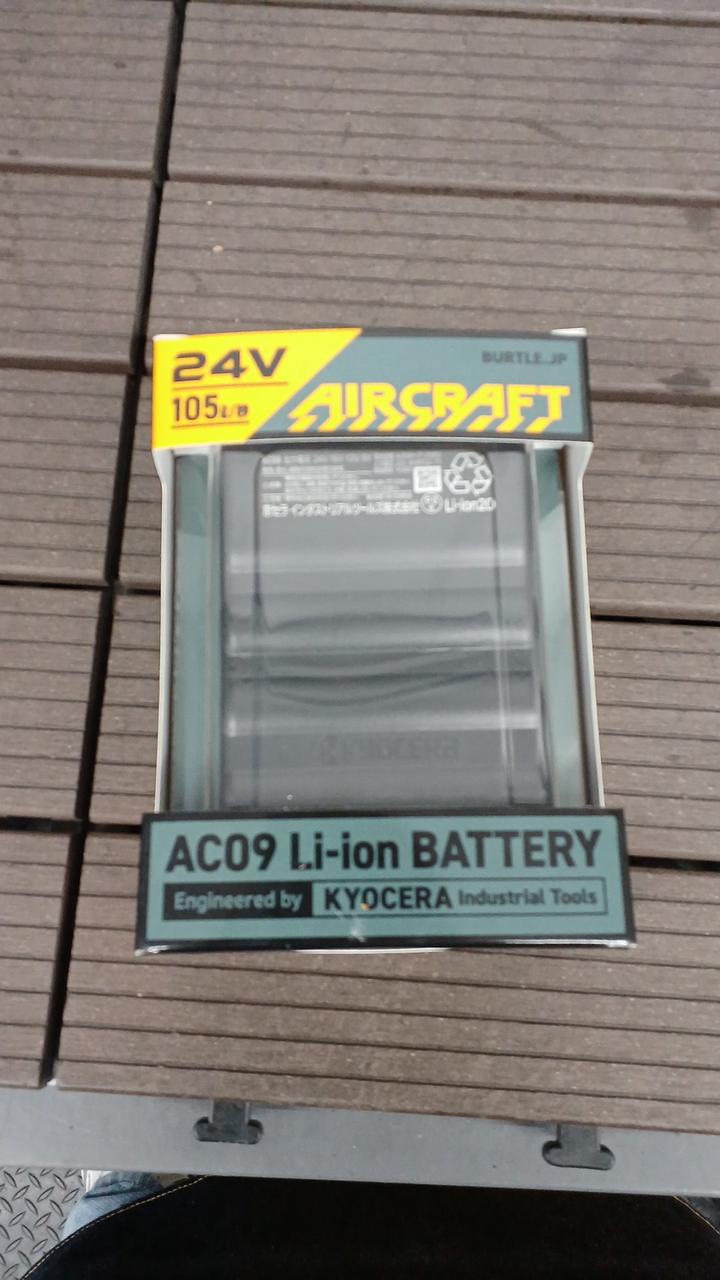 24V
BURTLE.JP
105ℓ/秒
AIRCRAFT
京セラ インダストリアルツールズ株式会社
Li-ion20
KYOCERA
AC09 Li-ion BATTERY
Engineered by KYOCERA Industrial Tools